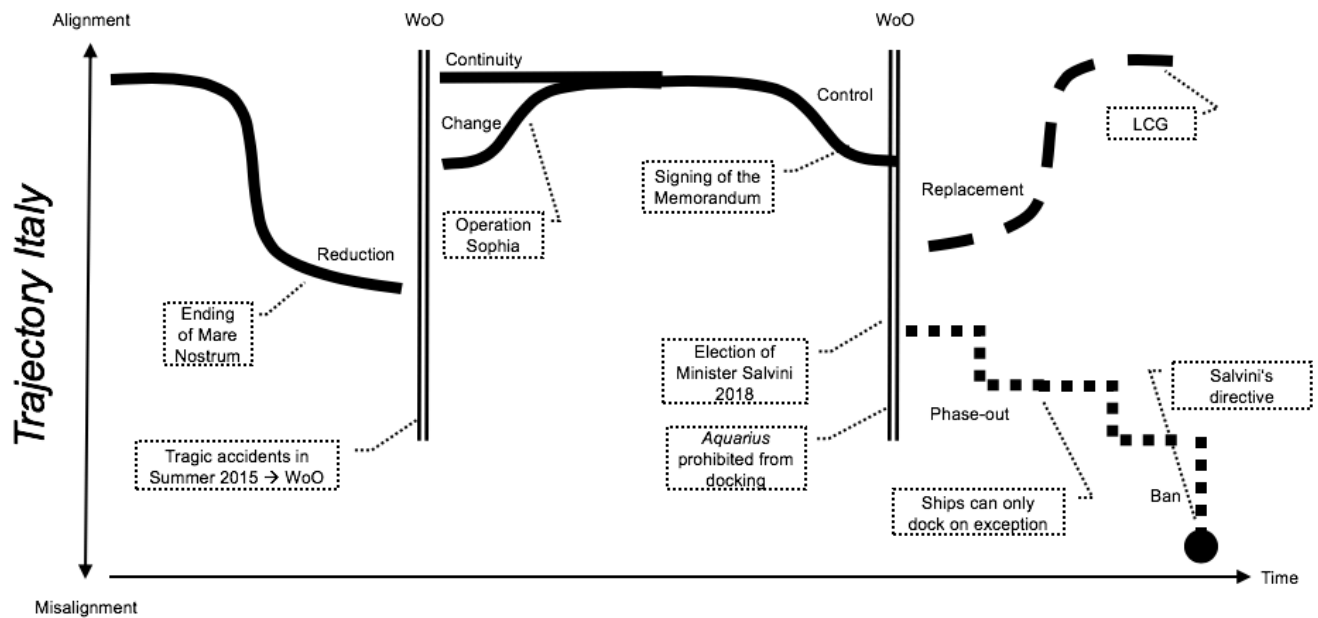 Alignment
WoO
WoO
Continuity
Change
Control
LCG
Trajectory Italy
Signing of the
Memorandum
Replacement
Operation
Sophia
Reduction
Ending
of Mare
Nostrum
Election of
Minister Salvini
2018
Salvini's
directive
Phase-out
Tragic accidents in
Summer 2015 → WoO
Aquarius
prohibited from
docking
Ships can only
dock on exception
Ban
Time
Misalignment